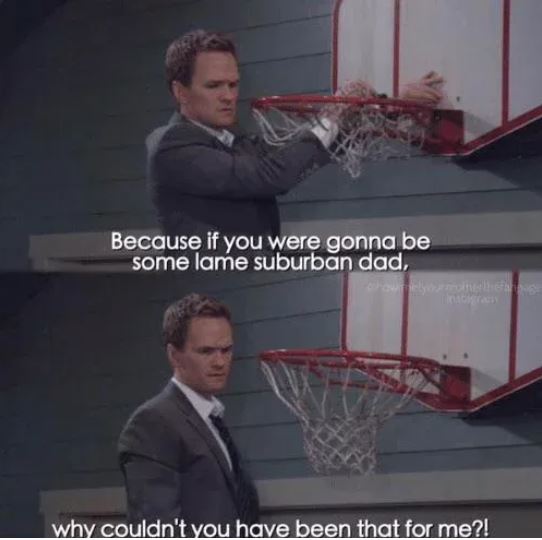 Because if you were gonna be
some lame suburban dad,
why couldn't you have been that for me?!